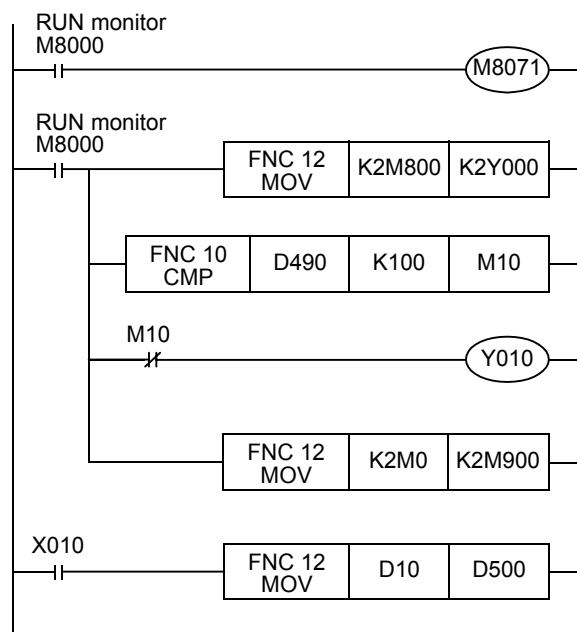 RUN monitor
M8000
M8071
RUN monitor
M8000
FNC 12
MOV
K2M800
K2Y000
FNC 10
CMP
D490
K100
M10
M10
Y010
FNC 12
MOV
K2M0
K2M900
X010
FNC 12
MOV
D10
D500